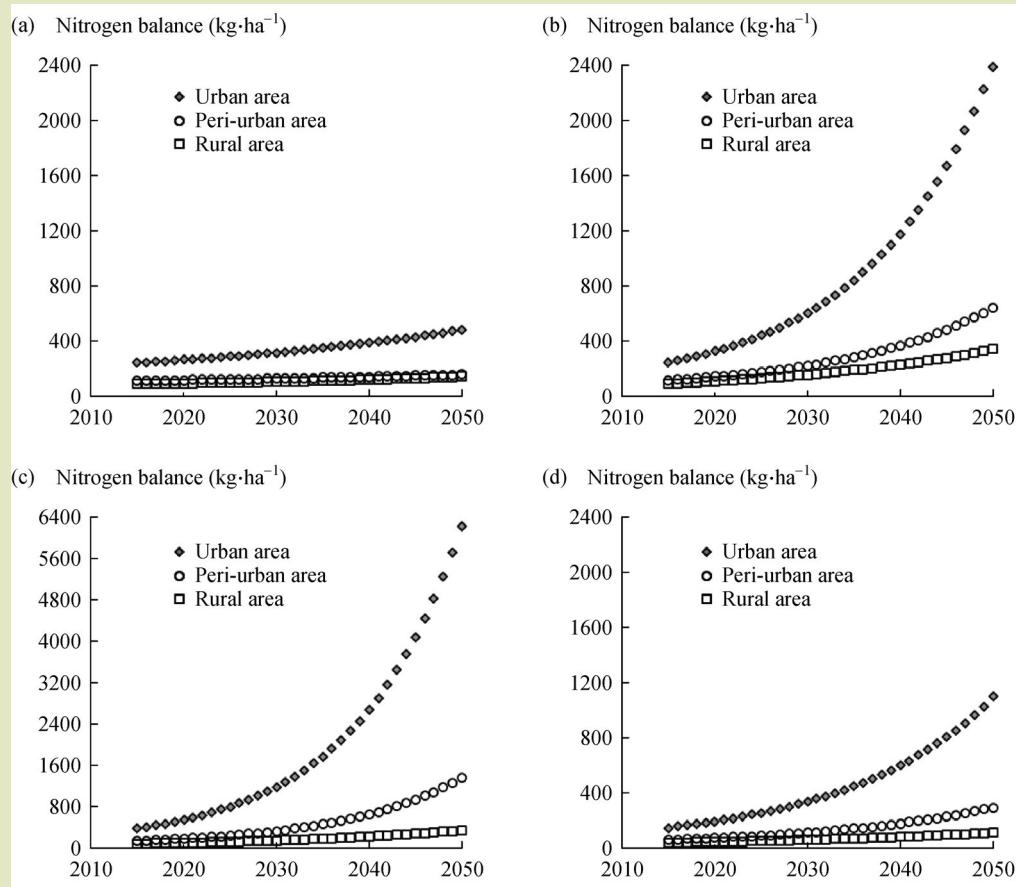 (a) Nitrogen balance (kg·ha⁻¹)
2400
2000
1600
1200
800
400
0
Urban area
Peri-urban area
Rural area
2010 2020 2030 2040 2050
(b) Nitrogen balance (kg·ha⁻¹)
2400
2000
1600
1200
800
400
0
Urban area
Peri-urban area
Rural area
2010 2020 2030 2040 2050
(c) Nitrogen balance (kg·ha⁻¹)
6400
5600
4800
4000
3200
2400
1600
800
0
Urban area
Peri-urban area
Rural area
2010 2020 2030 2040 2050
(d) Nitrogen balance (kg·ha⁻¹)
2400
2000
1600
1200
800
400
0
Urban area
Peri-urban area
Rural area
2010 2020 2030 2040 2050